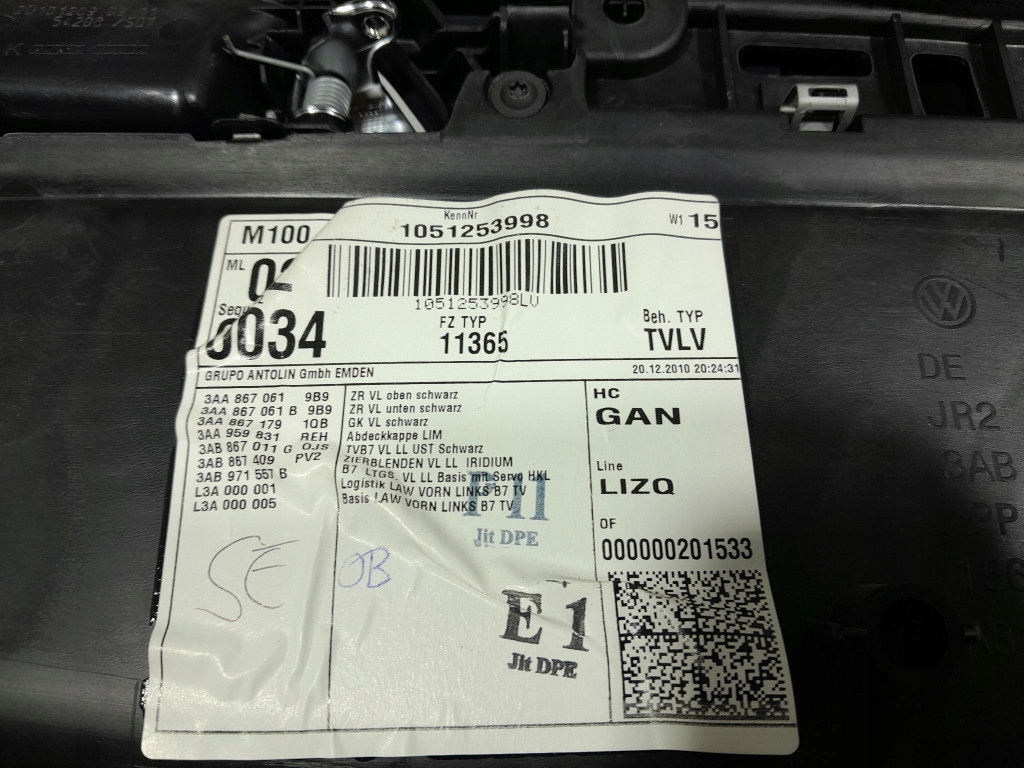 M100
KennNr
1051253998
W1 15
ML
1051253998LV
0034
FZ TYP
11365
Beh. TYP
TVLV
GRUPO ANTOLIN GmbH EMDEN
20.12.2010 20:24:31
3AA 867 061 9B9 ZR VL oben schwarz
3AA 867 061 B 9B9 ZR VL unten schwarz
3AA 867 179 1QB GK VL schwarz
3AA 959 831 REH Abdeckkappe LIM
3AB 867 011 G OJS TVB7 VL LL UST Schwarz
3AB 867 409 PV2 ZIERBLENDEN VL LL IRIDIUM
3AB 971 557 B B7 LTGS. VL LL Basis mit Servo HKL
L3A 000 001 Logistik LAW VORN LINKS B7 TV
L3A 000 005 Basis LAW VORN LINKS B7 TV
HC
GAN
Line
LIZQ
OF
000000201533
Jit DPE
SE
OB
E1
Jit DPE
DE
JR2
3AB